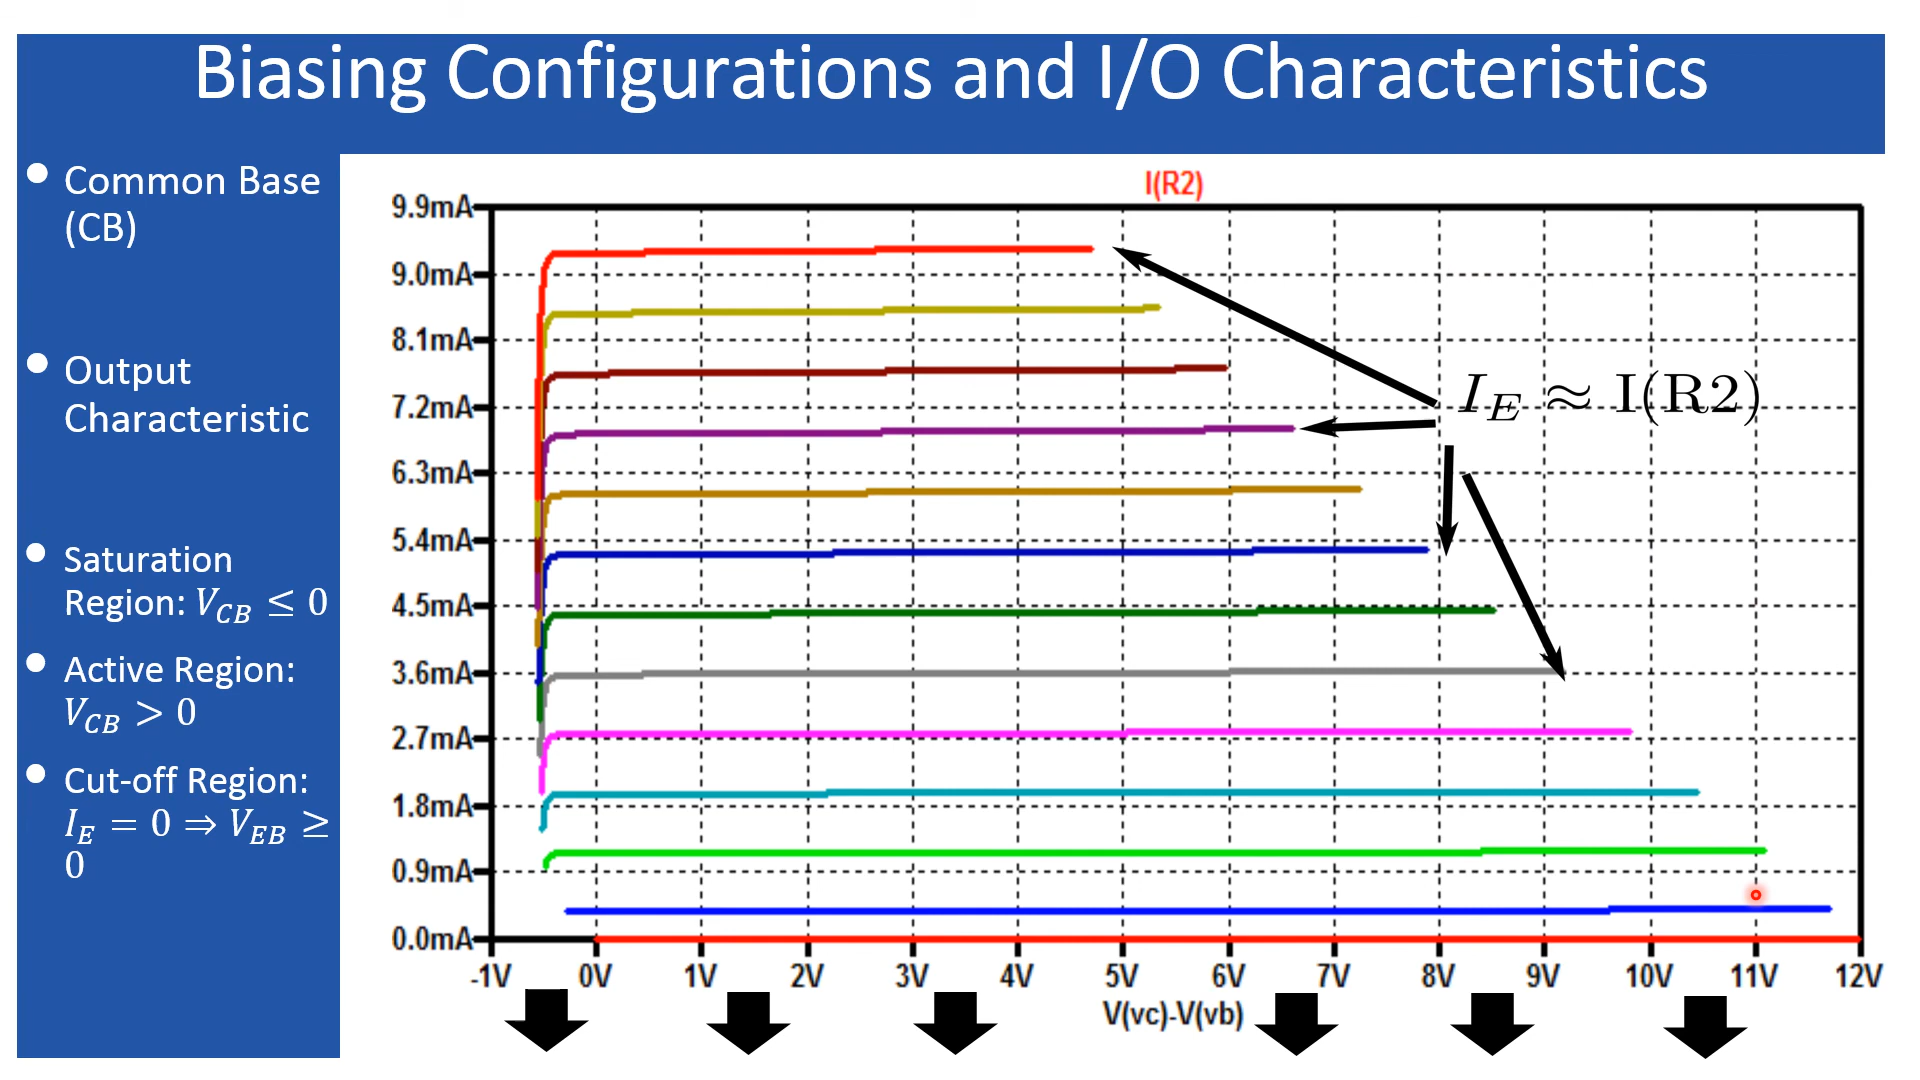 Biasing Configurations and I/O Characteristics
Common Base
(CB)
Output
Characteristic
Saturation
Region: V_CB ≤ 0
Active Region:
V_CB > 0
Cut-off Region:
I_E = 0 ⇒ V_EB ≥
0
I(R2)
9.9mA
9.0mA
8.1mA
7.2mA
6.3mA
5.4mA
4.5mA
3.6mA
2.7mA
1.8mA
0.9mA
0.0mA
I_E ≈ I(R2)
-1V 0V 1V 2V 3V 4V 5V 6V 7V 8V 9V 10V 11V 12V
V(vc)-V(vb)